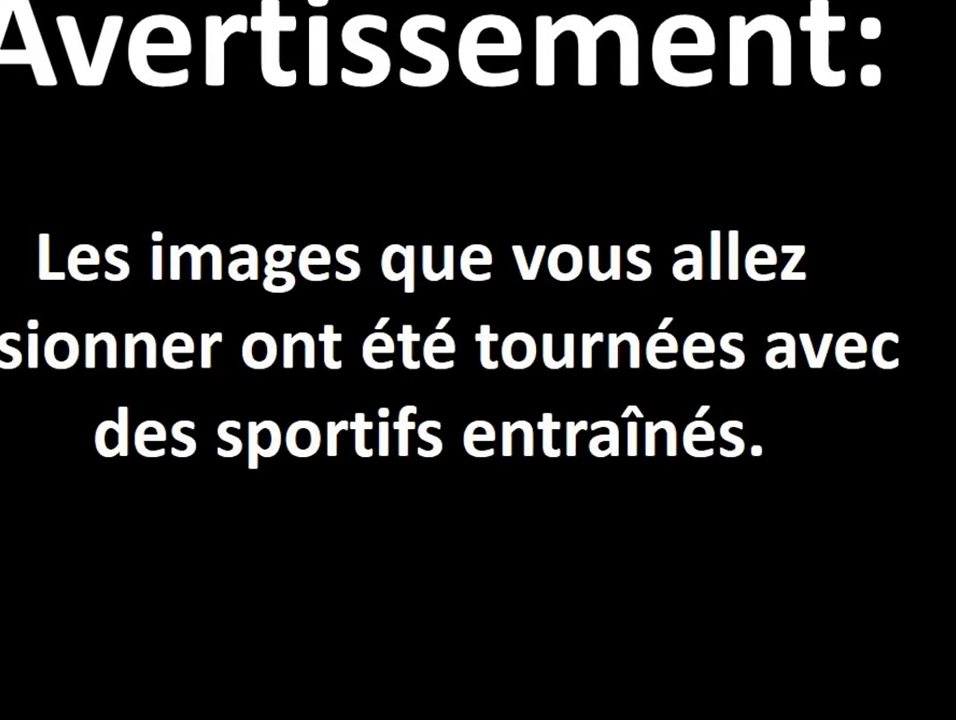 Avertissement:
Les images que vous allez
sionner ont été tournées avec
des sportifs entraînés.